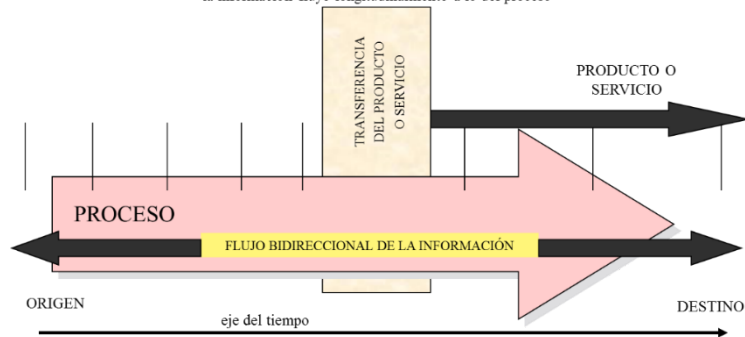 TRANSFERENCIA
DEL PRODUCTO
O SERVICIO
PRODUCTO O
SERVICIO
PROCESO
FLUJO BIDIRECCIONAL DE LA INFORMACIÓN
ORIGEN
DESTINO
eje del tiempo